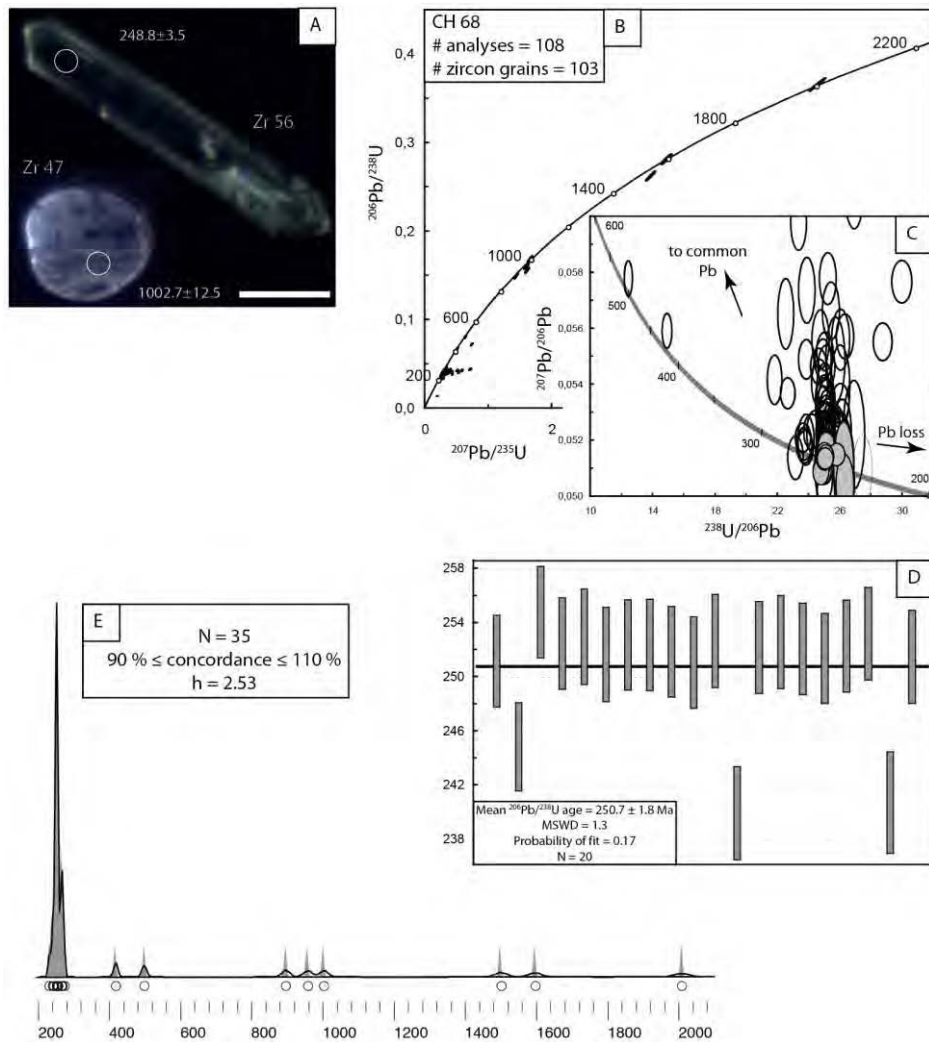 A
248.8±3.5
Zr 56
Zr 47
1002.7±12.5
B
CH 68
# analyses = 108
# zircon grains = 103
0,4
0,3
0,2
0,1
0,0
206Pb/238U
200
600
1000
1400
1800
2200
0
2
207Pb/235U
C
to common
Pb
Pb loss
600
500
400
300
200
0,058
0,056
0,054
0,052
0,050
207Pb/206Pb
10
14
18
22
26
30
238U/206Pb
D
258
254
250
246
242
238
Mean 206Pb/238U age = 250.7 ± 1.8 Ma
MSWD = 1.3
Probability of fit = 0.17
N = 20
E
N = 35
90 % ≤ concordance ≤ 110 %
h = 2.53
200 400 600 800 1000 1200 1400 1600 1800 2000